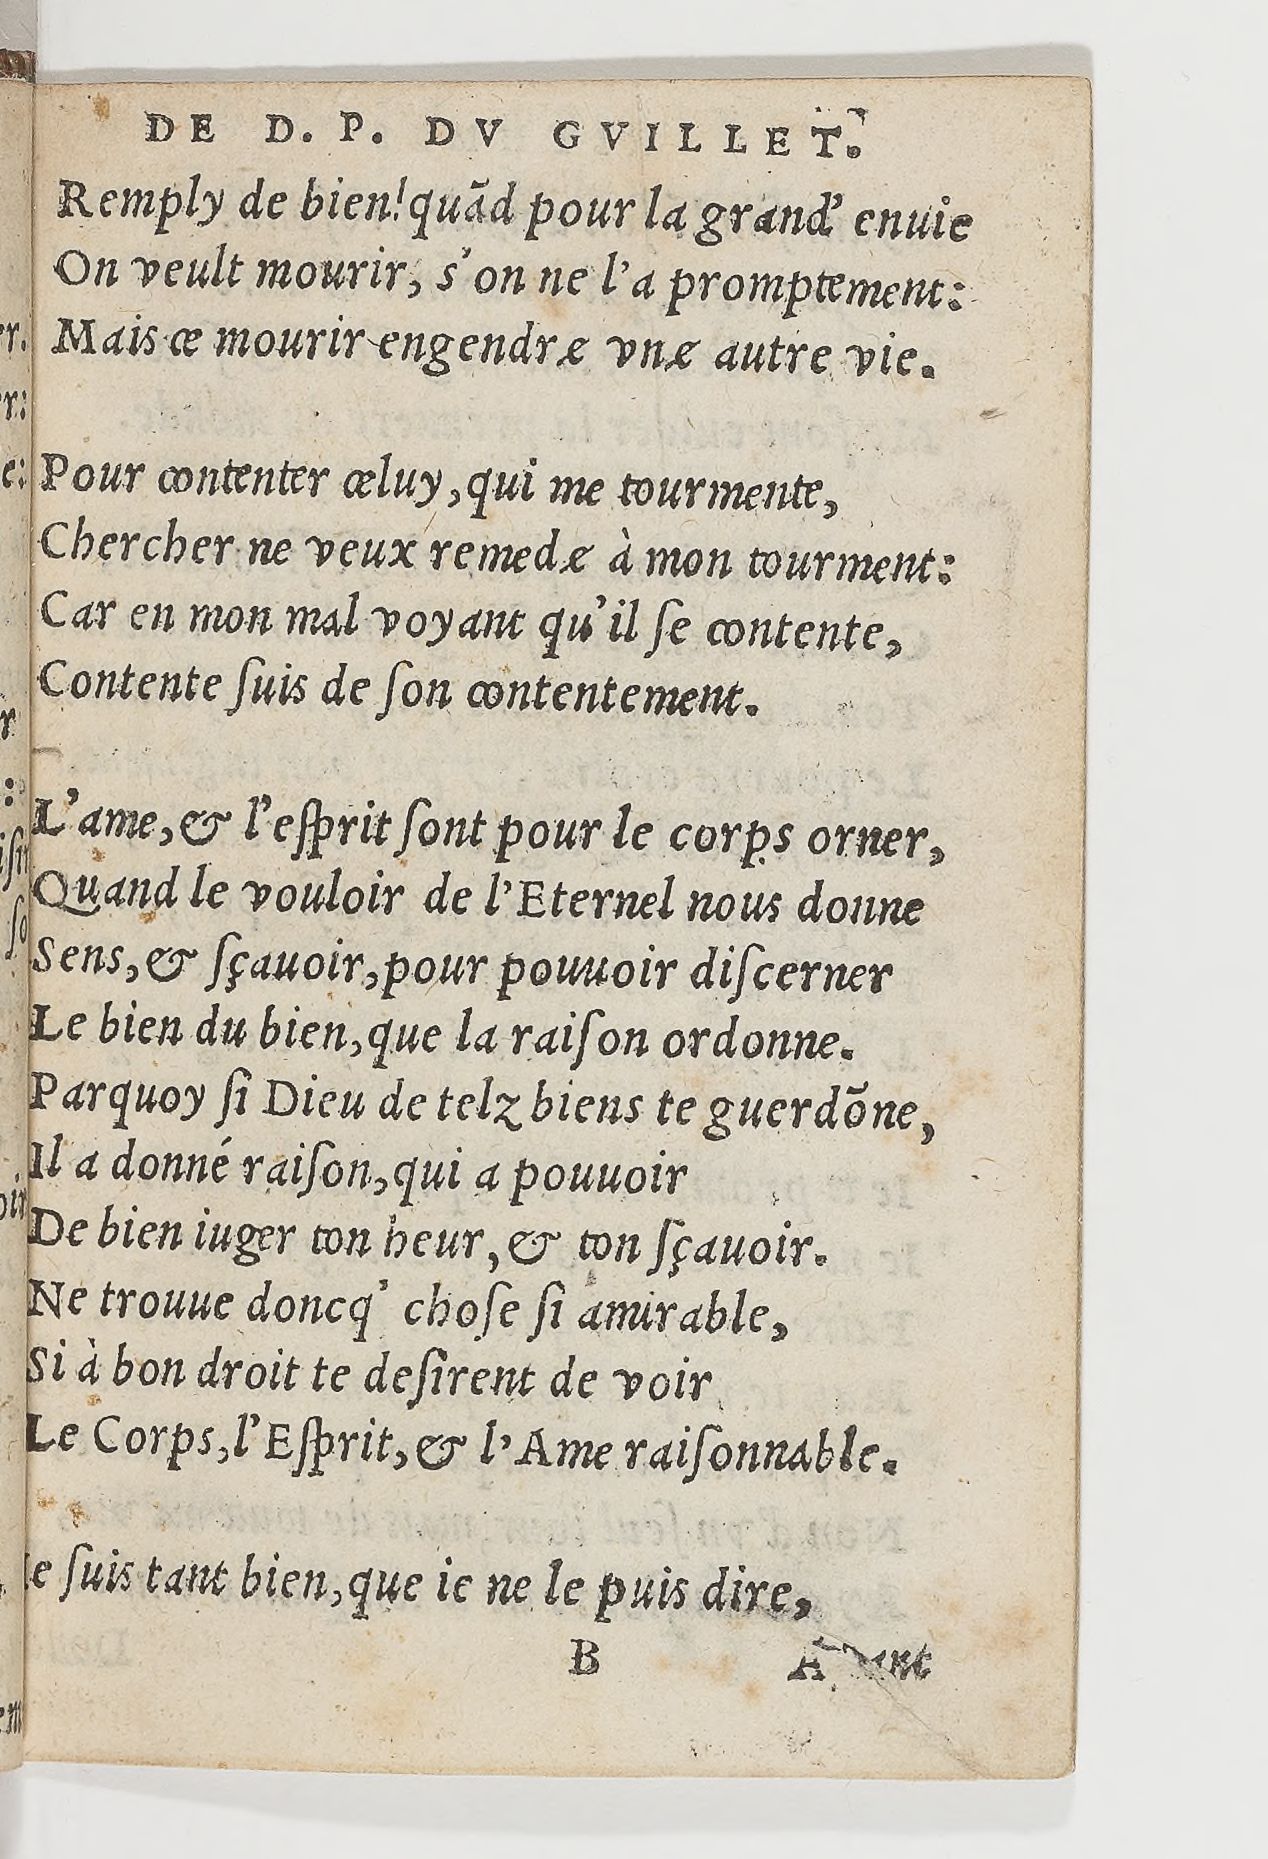 DE D. P. DV GVILLET.
Remply de bien! quãd pour la grand' enuie
On veult mourir, s'on ne l'a promptement:
Mais ce mourir engendre vne autre vie.
Pour contenter celuy, qui me tourmente,
Chercher ne veux remede à mon tourment:
Car en mon mal voyant qu'il ſe contente,
Contente ſuis de ſon contentement.
L'ame, & l'eſprit ſont pour le corps orner,
Quand le vouloir de l'Eternel nous donne
Sens, & ſçauoir, pour pouuoir diſcerner
Le bien du bien, que la raiſon ordonne.
Parquoy ſi Dieu de telz biens te guerdõne,
Il a donné raiſon, qui a pouuoir
De bien iuger ton heur, & ton ſçauoir.
Ne trouue doncq' choſe ſi amirable,
Si à bon droit te deſirent de voir
Le Corps, l'Eſprit, & l'Ame raiſonnable.
Ie ſuis tant bien, que ie ne le puis dire,
B